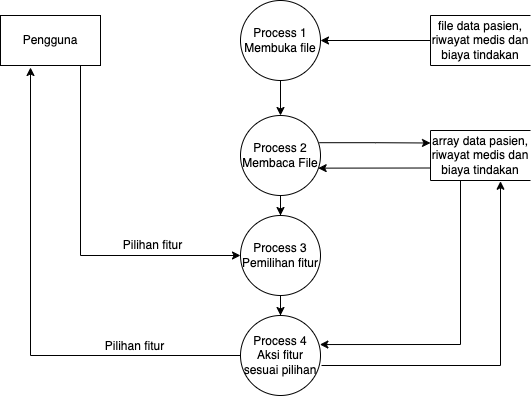 Pengguna
Process 1
Membuka file
file data pasien,
riwayat medis dan
biaya tindakan
Process 2
Membaca File
array data pasien,
riwayat medis dan
biaya tindakan
Pilihan fitur
Process 3
Pemilihan fitur
Pilihan fitur
Process 4
Aksi fitur
sesuai pilihan